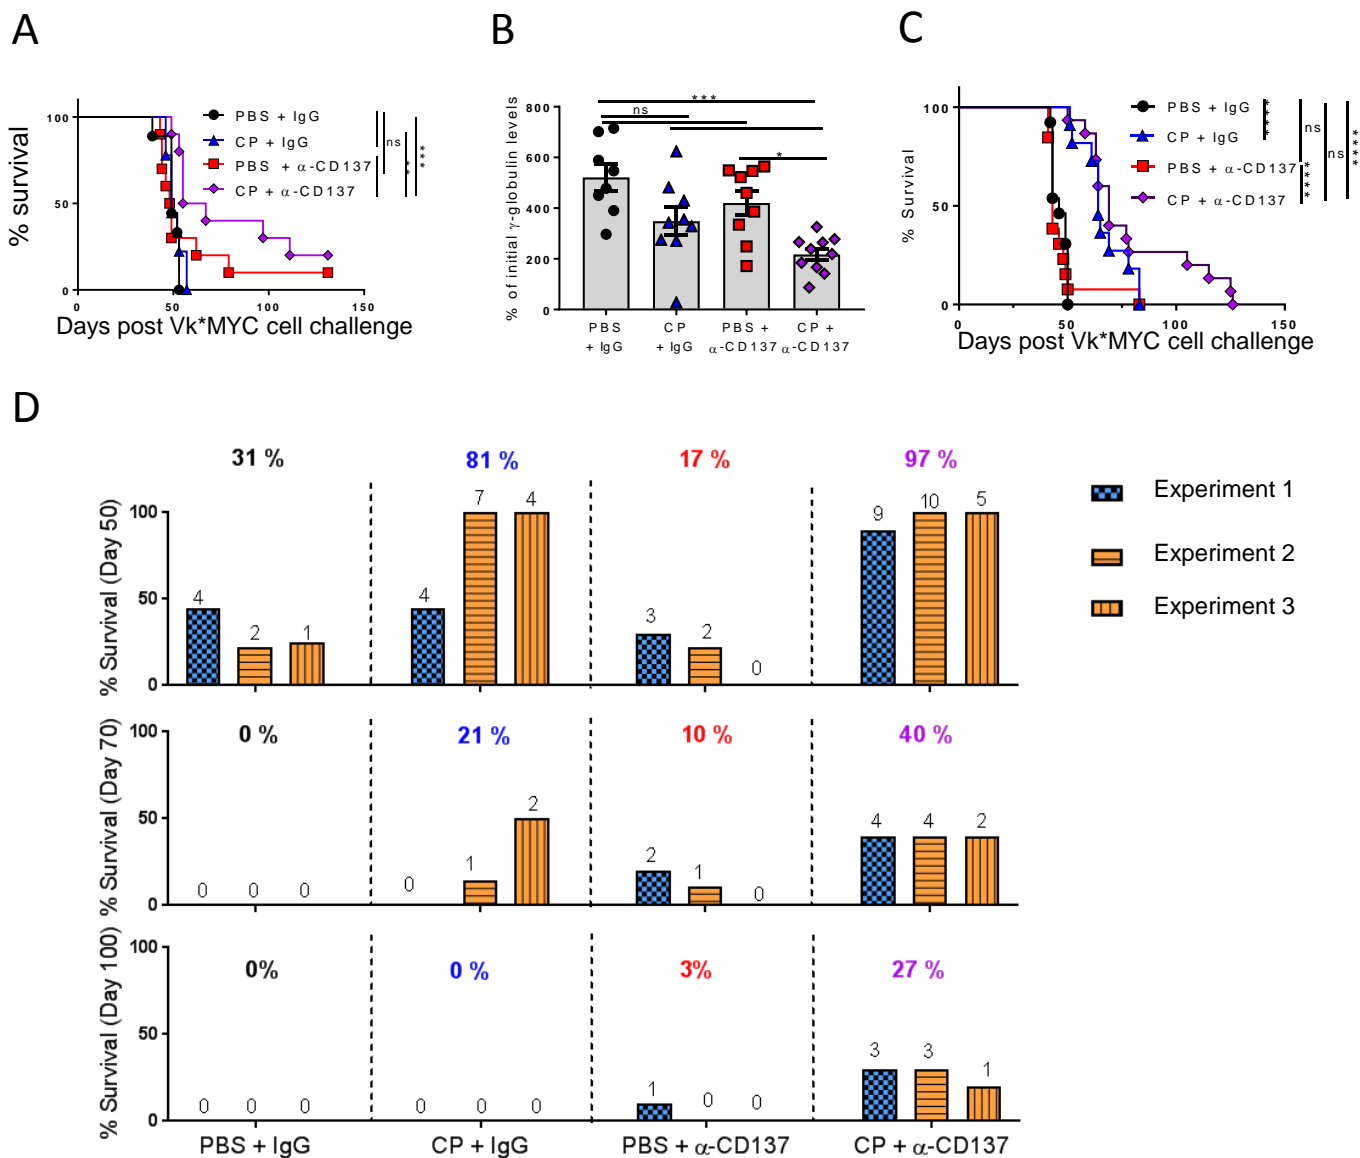 A
B
C
% survival
100
50
0
0
50
100
150
Days post Vk*MYC cell challenge
PBS + IgG
CP + IgG
PBS + α-CD137
CP + α-CD137
ns
**
***
% of initial γ-globulin levels
800
600
400
200
0
***
ns
*
PBS + IgG
CP + IgG
PBS + α-CD137
CP + α-CD137
% Survival
100
50
0
0
50
100
150
Days post Vk*MYC cell challenge
PBS + IgG
CP + IgG
PBS + α-CD137
CP + α-CD137
****
****
ns
ns
****
D
31 %
81 %
17 %
97 %
% Survival (Day 50)
100
50
0
4
2
1
4
7
4
3
2
0
9
10
5
Experiment 1
Experiment 2
Experiment 3
0 %
21 %
10 %
40 %
% Survival (Day 70)
100
50
0
0
0
0
0
1
2
2
1
0
4
4
2
0%
0 %
3%
27 %
% Survival (Day 100)
100
50
0
0
0
0
0
0
0
1
0
0
3
3
1
PBS + IgG
CP + IgG
PBS + α-CD137
CP + α-CD137